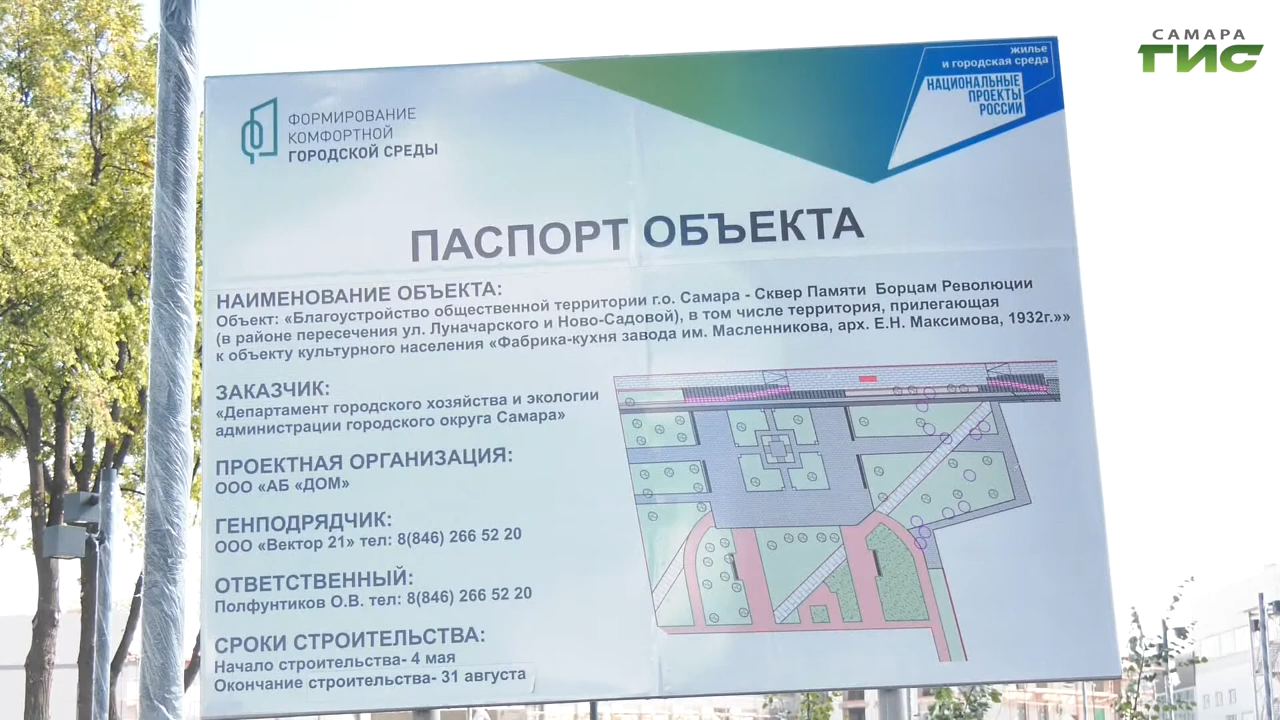 САМАРА
ГИС
жилье
и городская среда
НАЦИОНАЛЬНЫЕ
ПРОЕКТЫ
РОССИИ
ФОРМИРОВАНИЕ
КОМФОРТНОЙ
ГОРОДСКОЙ СРЕДЫ
ПАСПОРТ ОБЪЕКТА
НАИМЕНОВАНИЕ ОБЪЕКТА:
Объект: «Благоустройство общественной территории г.о. Самара - Сквер Памяти Борцам Революции
(в районе пересечения ул. Луначарского и Ново-Садовой), в том числе территория, прилегающая
к объекту культурного населения «Фабрика-кухня завода им. Масленникова, арх. Е.Н. Максимова, 1932г.»»
ЗАКАЗЧИК:
«Департамент городского хозяйства и экологии
администрации городского округа Самара»
ПРОЕКТНАЯ ОРГАНИЗАЦИЯ:
ООО «АБ «ДОМ»
ГЕНПОДРЯДЧИК:
ООО «Вектор 21» тел: 8(846) 266 52 20
ОТВЕТСТВЕННЫЙ:
Полфунтиков О.В. тел: 8(846) 266 52 20
СРОКИ СТРОИТЕЛЬСТВА:
Начало строительства- 4 мая
Окончание строительства- 31 августа